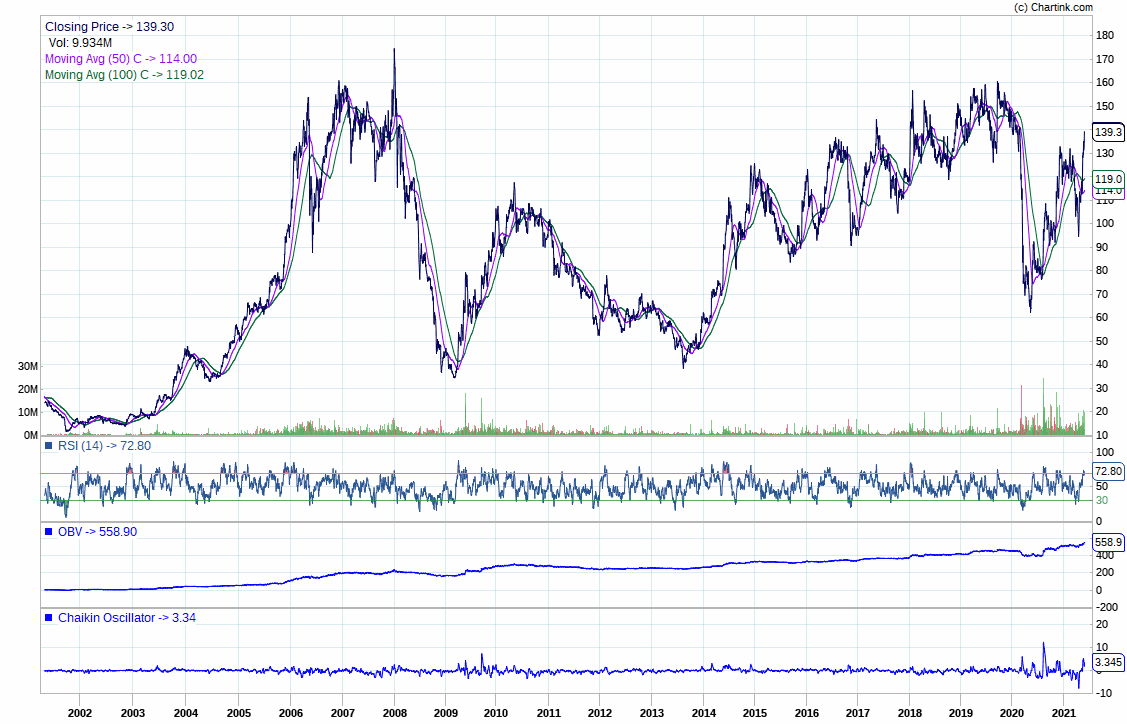 (c) Chartink.com
Closing Price -> 139.30
Vol: 9.934M
Moving Avg (50) C -> 114.00
Moving Avg (100) C -> 119.02
180
170
160
150
139.3
130
119.0
114.0
110
100
90
80
70
60
50
40
30
20
10
30M
20M
10M
0M
RSI (14) -> 72.80
100
72.80
50
30
0
OBV -> 558.90
558.9
400
200
0
-200
Chaikin Oscillator -> 3.34
20
10
3.345
-10
2002 2003 2004 2005 2006 2007 2008 2009 2010 2011 2012 2013 2014 2015 2016 2017 2018 2019 2020 2021